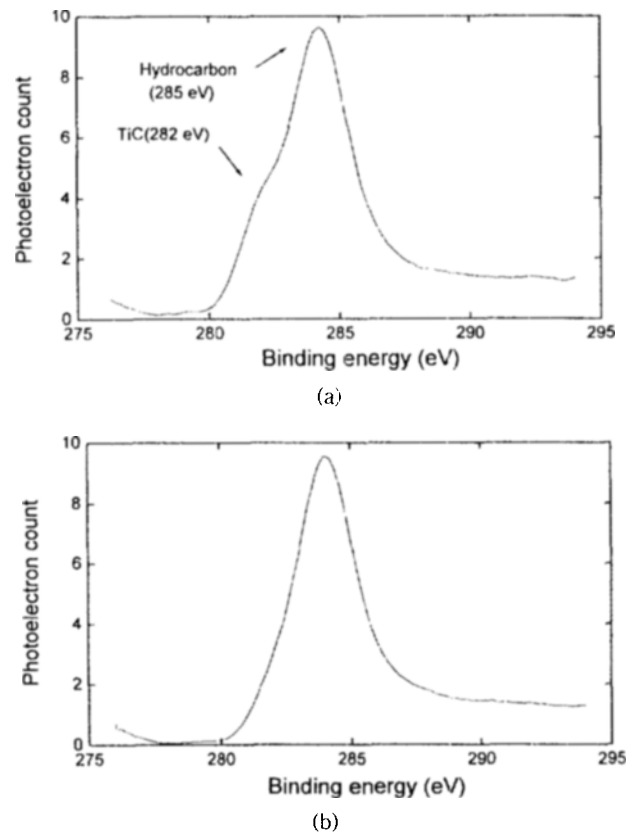 10
8
6
4
2
0
Photoelectron count
Hydrocarbon
(285 eV)
TiC(282 eV)
275 280 285 290 295
Binding energy (eV)
(a)
10
8
6
4
2
0
Photoelectron count
275 280 285 290 295
Binding energy (eV)
(b)